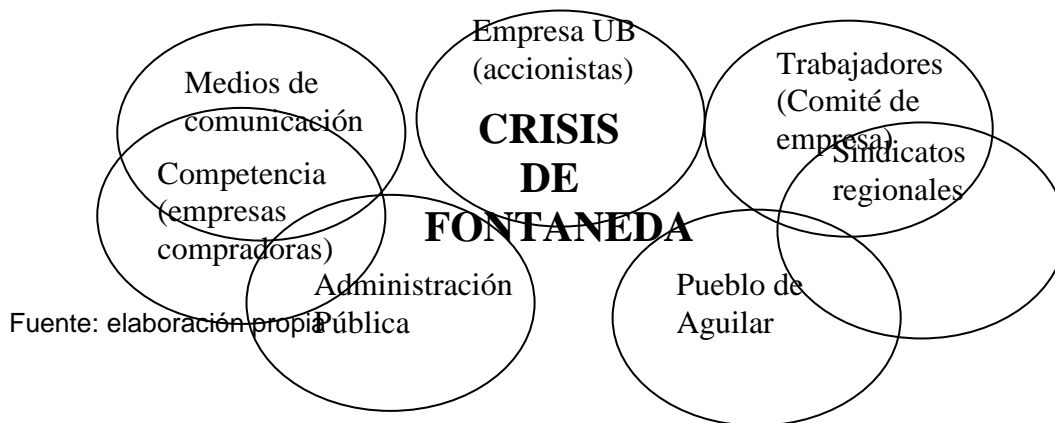 Empresa UB
(accionistas)
Medios de
comunicación
Trabajadores
(Comité de
empresa)
CRISIS
DE
FONTANEDA
Sindicatos
regionales
Competencia
(empresas
compradoras)
Administración
Pública
Pueblo de
Aguilar
Fuente: elaboración propia